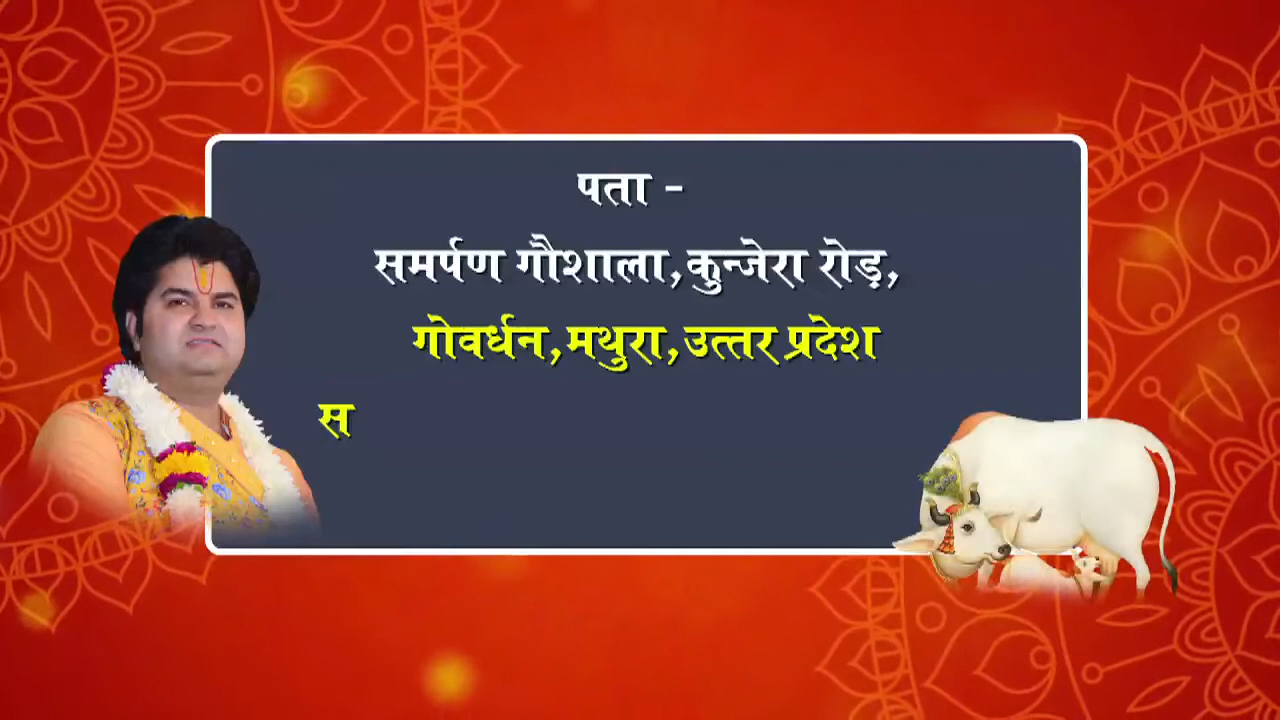 पता -
समर्पण गौशाला,कुन्जेरा रोड़,
गोवर्धन,मथुरा,उत्तर प्रदेश
स